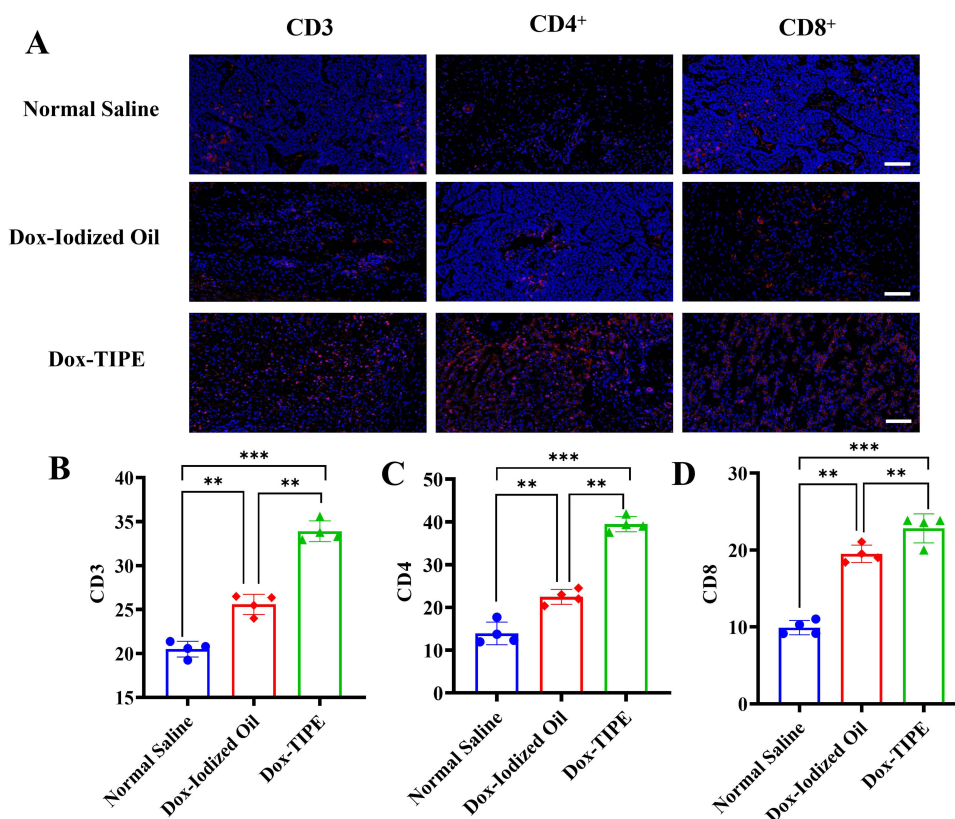 A
CD3
CD4⁺
CD8⁺
Normal Saline
Dox-Iodized Oil
Dox-TIPE
B
***
**
**
CD3
40
35
30
25
20
15
Normal Saline
Dox-Iodized Oil
Dox-TIPE
C
***
**
**
CD4
50
40
30
20
10
0
Normal Saline
Dox-Iodized Oil
Dox-TIPE
D
***
**
**
CD8
30
20
10
0
Normal Saline
Dox-Iodized Oil
Dox-TIPE